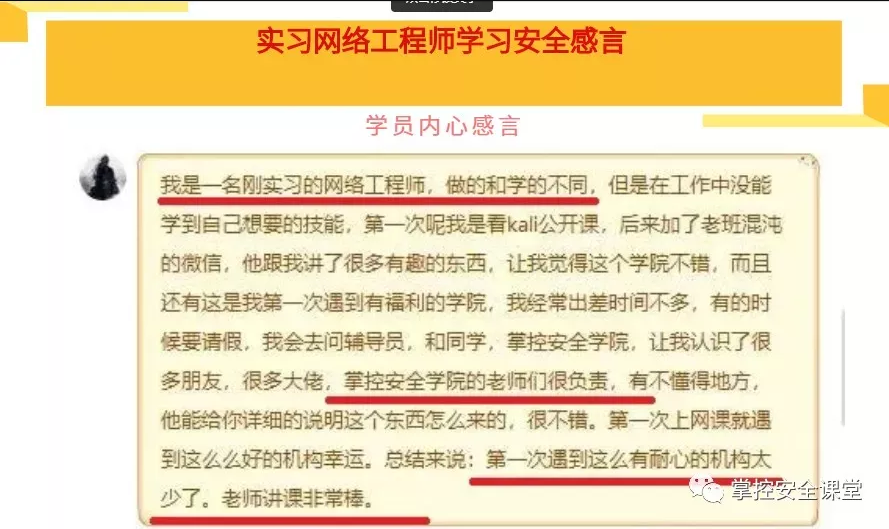 实习网络工程师学习安全感言
学员内心感言
我是一名刚实习的网络工程师，做的和学的不同，但是在工作中没能
学到自己想要的技能，第一次呢我是看kali公开课，后来加了老班混沌
的微信，他跟我讲了很多有趣的东西，让我觉得这个学院不错，而且
还有这是我第一次遇到有福利的学院，我经常出差时间不多，有的时
候要请假，我会去问辅导员，和同学，掌控安全学院，让我认识了很
多朋友，很多大佬，掌控安全学院的老师们很负责，有不懂得地方，
他能给你详细的说明这个东西怎么来的，很不错。第一次上网课就遇
到这么么好的机构幸运。总结来说：第一次遇到这么有耐心的机构太
少了。老师讲课非常棒。
掌控安全课堂